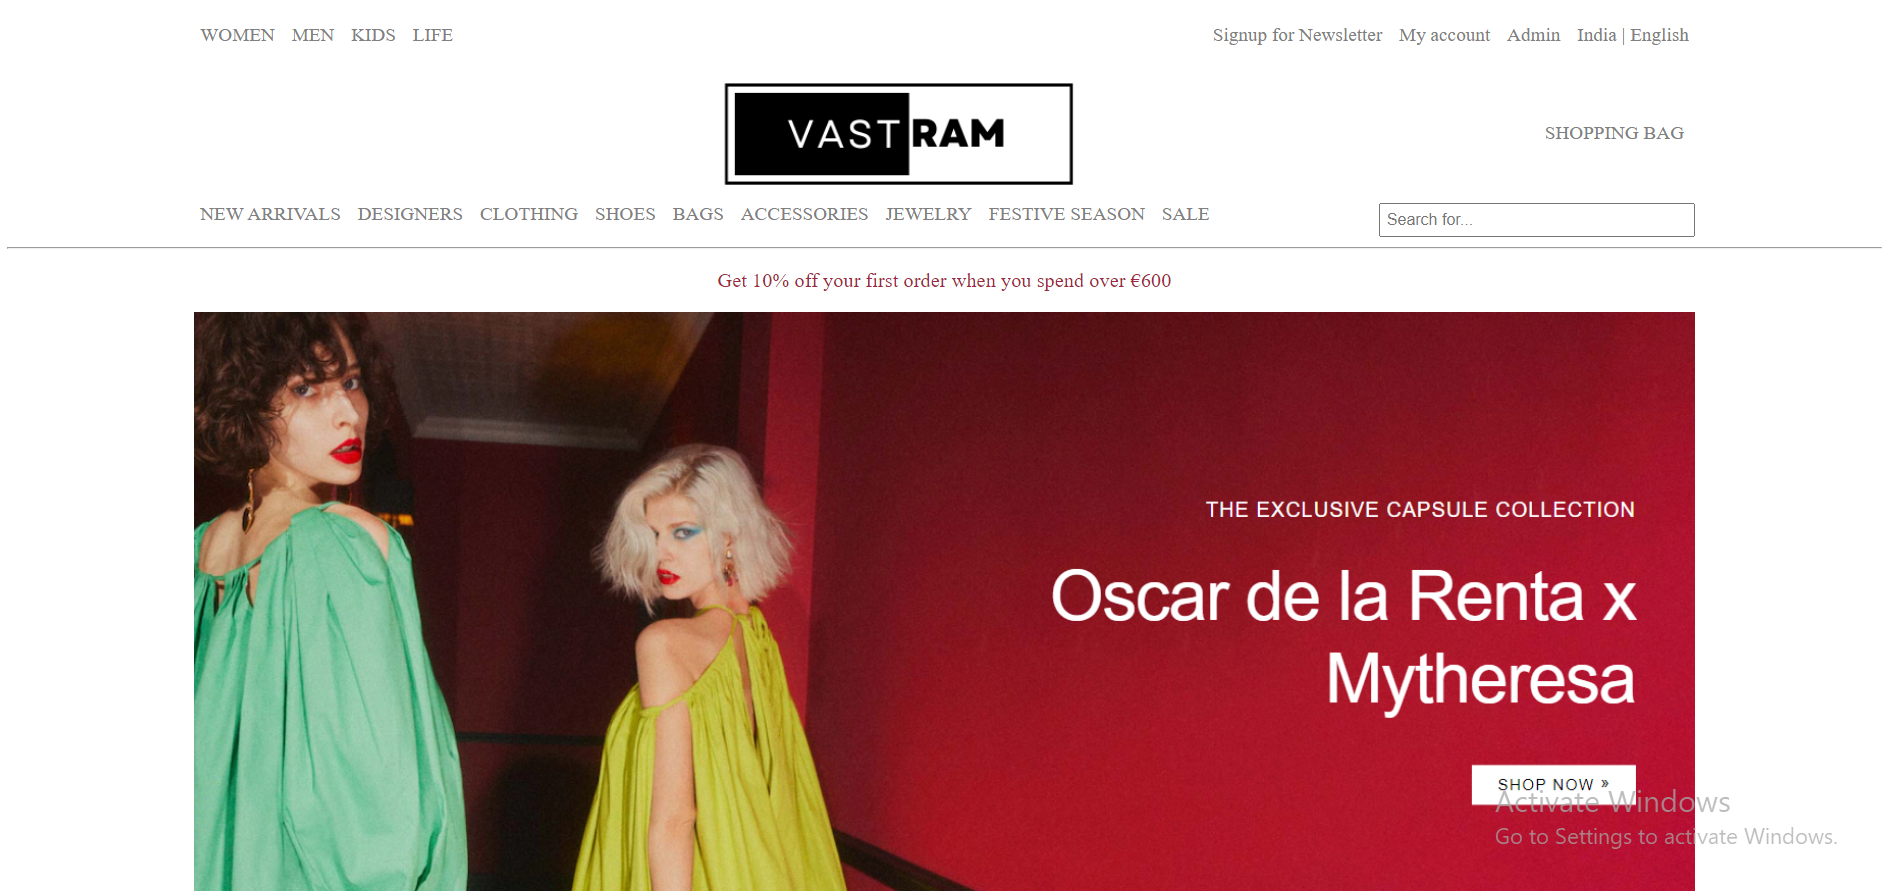 WOMEN MEN KIDS LIFE
Signup for Newsletter My account Admin India | English
VASTRAM
SHOPPING BAG
NEW ARRIVALS DESIGNERS CLOTHING SHOES BAGS ACCESSORIES JEWELRY FESTIVE SEASON SALE
Search for...
Get 10% off your first order when you spend over €600
THE EXCLUSIVE CAPSULE COLLECTION
Oscar de la Renta x
Mytheresa
SHOP NOW »
Activate Windows
Go to Settings to activate Windows.